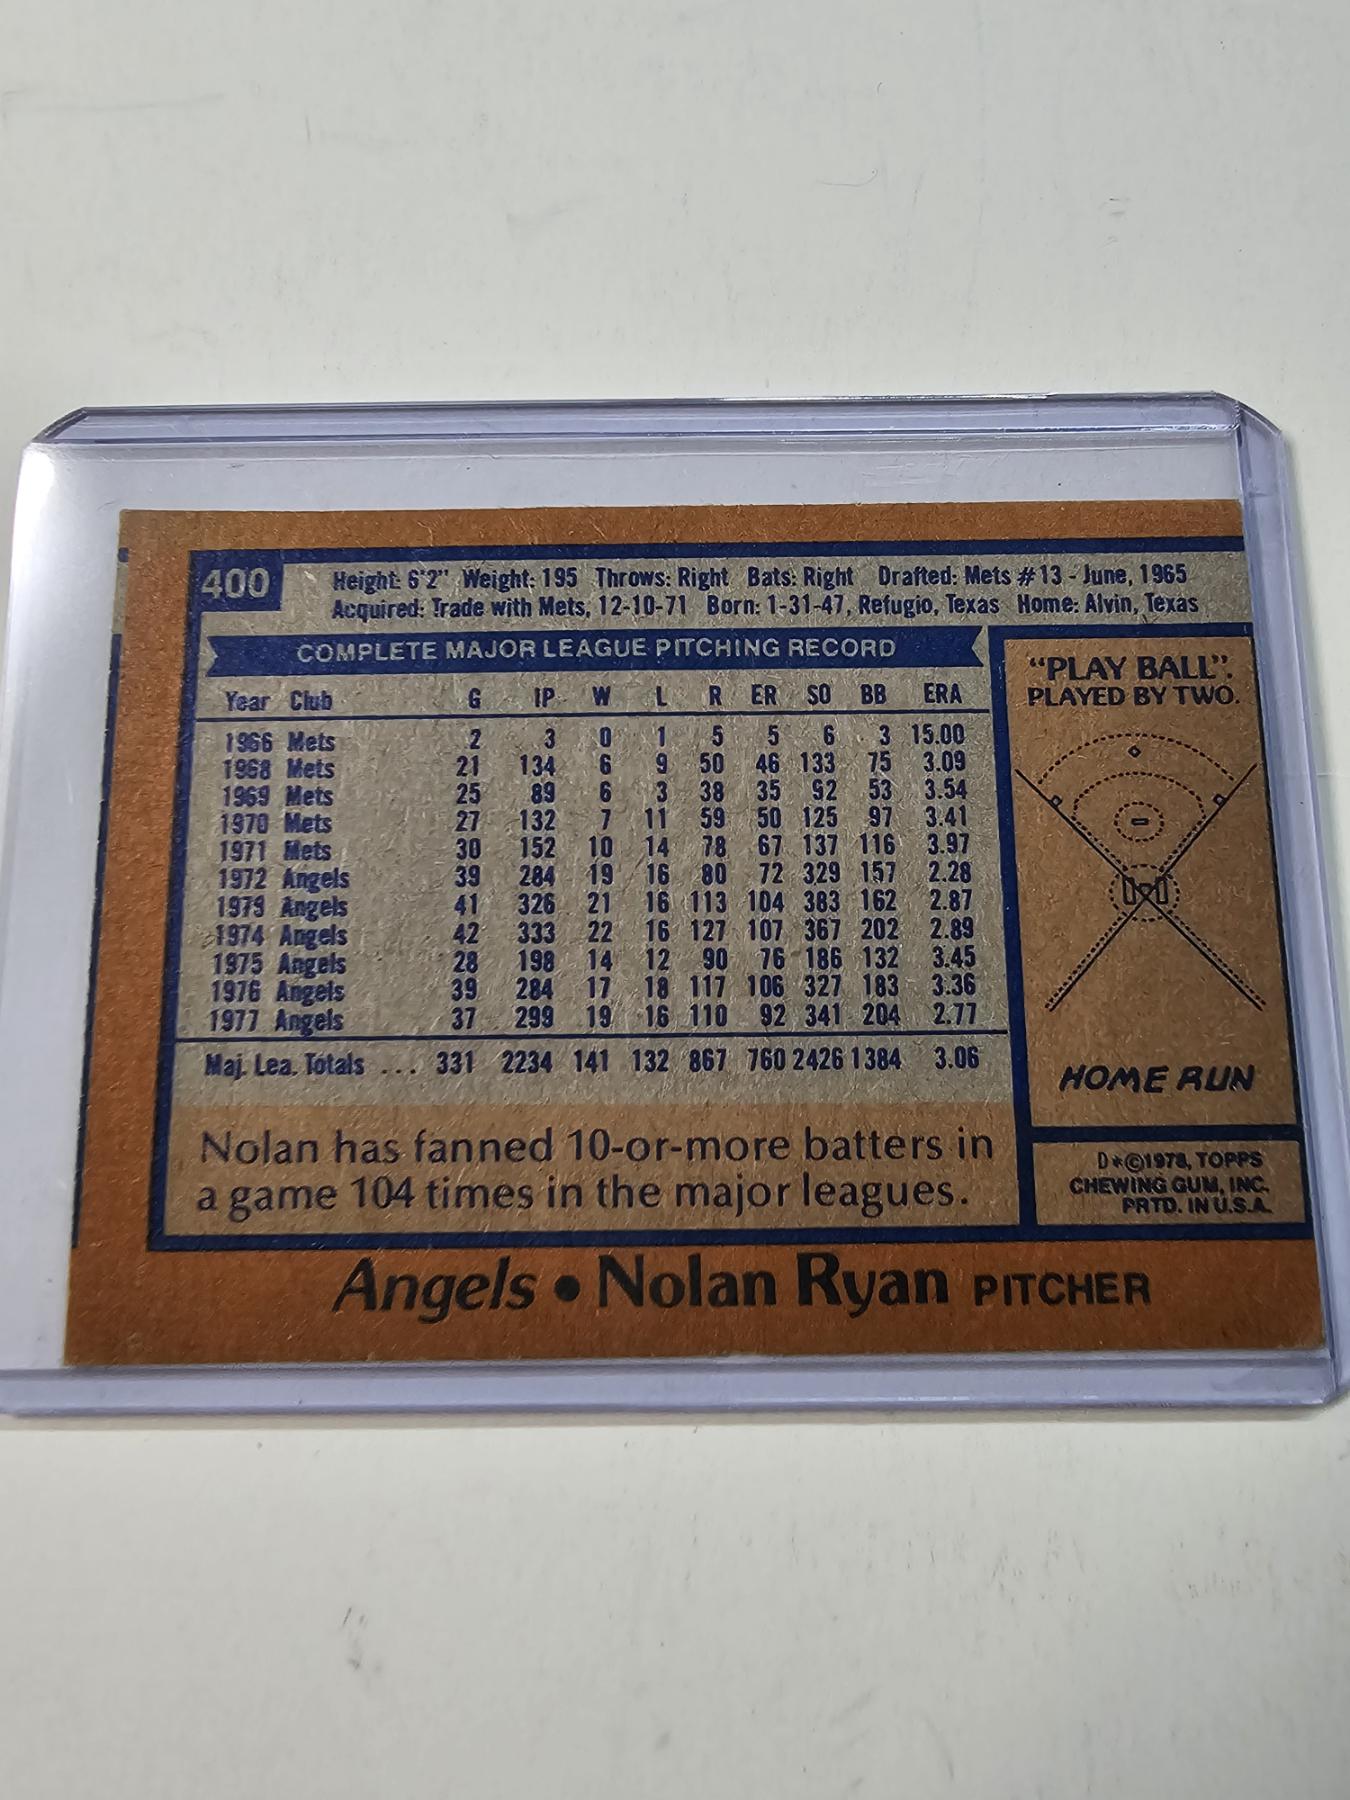 400
Height: 6'2" Weight: 195 Throws: Right Bats: Right Drafted: Mets #13 - June, 1965
Acquired: Trade with Mets, 12-10-71 Born: 1-31-47, Refugio, Texas Home: Alvin, Texas
COMPLETE MAJOR LEAGUE PITCHING RECORD
Year Club G IP W L R ER SO BB ERA
1966 Mets 2 3 0 1 5 5 6 3 15.00
1968 Mets 21 134 6 9 50 46 133 75 3.09
1969 Mets 25 89 6 3 38 35 92 53 3.54
1970 Mets 27 132 7 11 59 50 125 97 3.41
1971 Mets 30 152 10 14 78 67 137 116 3.97
1972 Angels 39 284 19 16 80 72 329 157 2.28
1973 Angels 41 326 21 16 113 104 383 162 2.87
1974 Angels 42 333 22 16 127 107 367 202 2.89
1975 Angels 28 198 14 12 90 76 186 132 3.45
1976 Angels 39 284 17 18 117 106 327 183 3.36
1977 Angels 37 299 19 16 110 92 341 204 2.77
Maj. Lea. Totals ... 331 2234 141 132 867 760 2426 1384 3.06
Nolan has fanned 10-or-more batters in
a game 104 times in the major leagues.
"PLAY BALL".
PLAYED BY TWO.
HOME RUN
D*©1978, TOPPS
CHEWING GUM, INC.
PRTD. IN U.S.A.
Angels • Nolan Ryan PITCHER